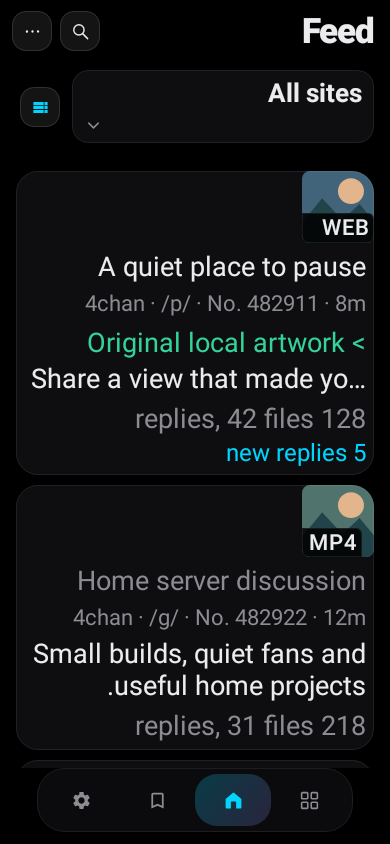 Feed
All sites
WEB
A quiet place to pause
4chan · /p/ · No. 482911 · 8m
Original local artwork <
Share a view that made yo…
replies, 42 files 128
new replies 5
MP4
Home server discussion
4chan · /g/ · No. 482922 · 12m
Small builds, quiet fans and
.useful home projects
replies, 31 files 218